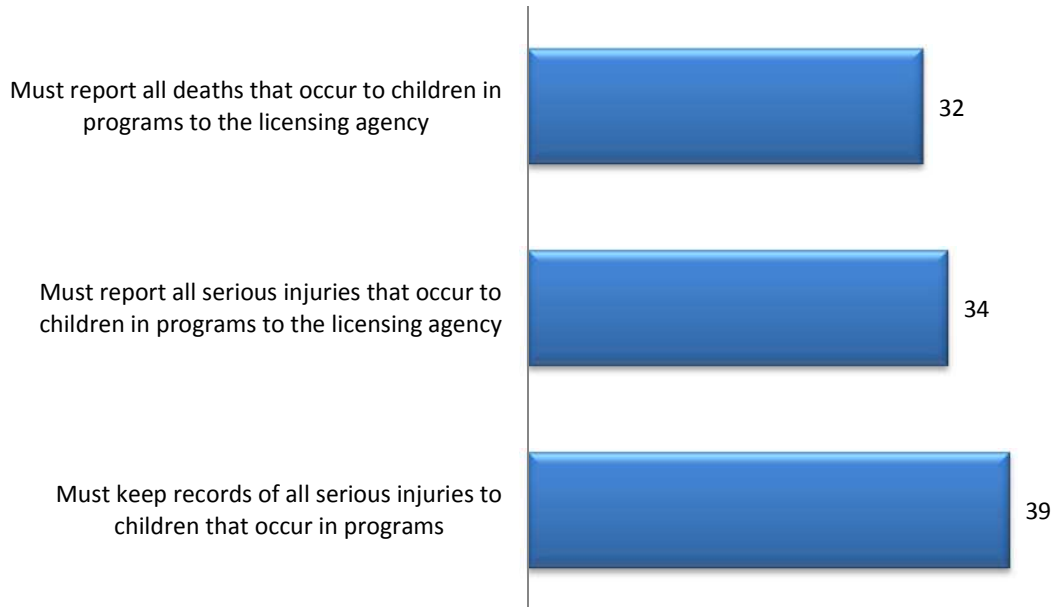 Must report all deaths that occur to children in
programs to the licensing agency
32
Must report all serious injuries that occur to
children in programs to the licensing agency
34
Must keep records of all serious injuries to
children that occur in programs
39